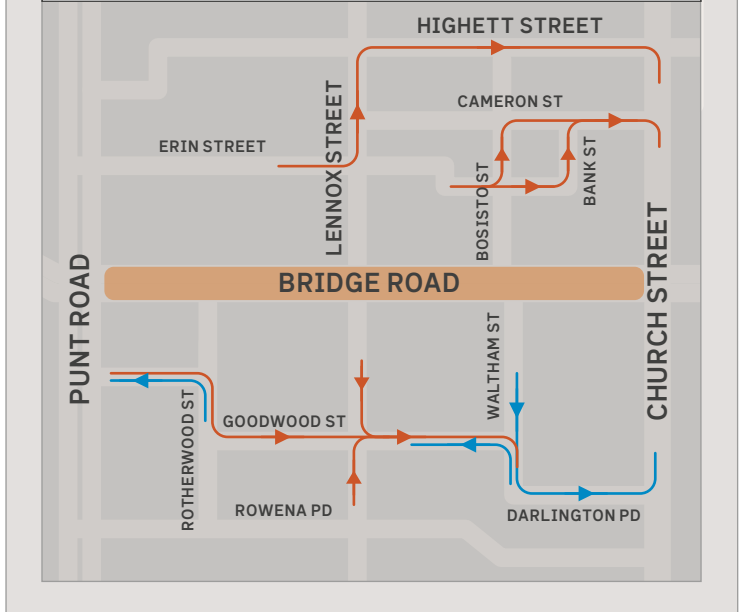 HIGHETT STREET
CAMERON ST
ERIN STREET
LENNOX STREET
BOSISTO ST
BANK ST
BRIDGE ROAD
PUNT ROAD
CHURCH STREET
WALTHAM ST
ROTHERWOOD ST
GOODWOOD ST
ROWENA PD
DARLINGTON PD